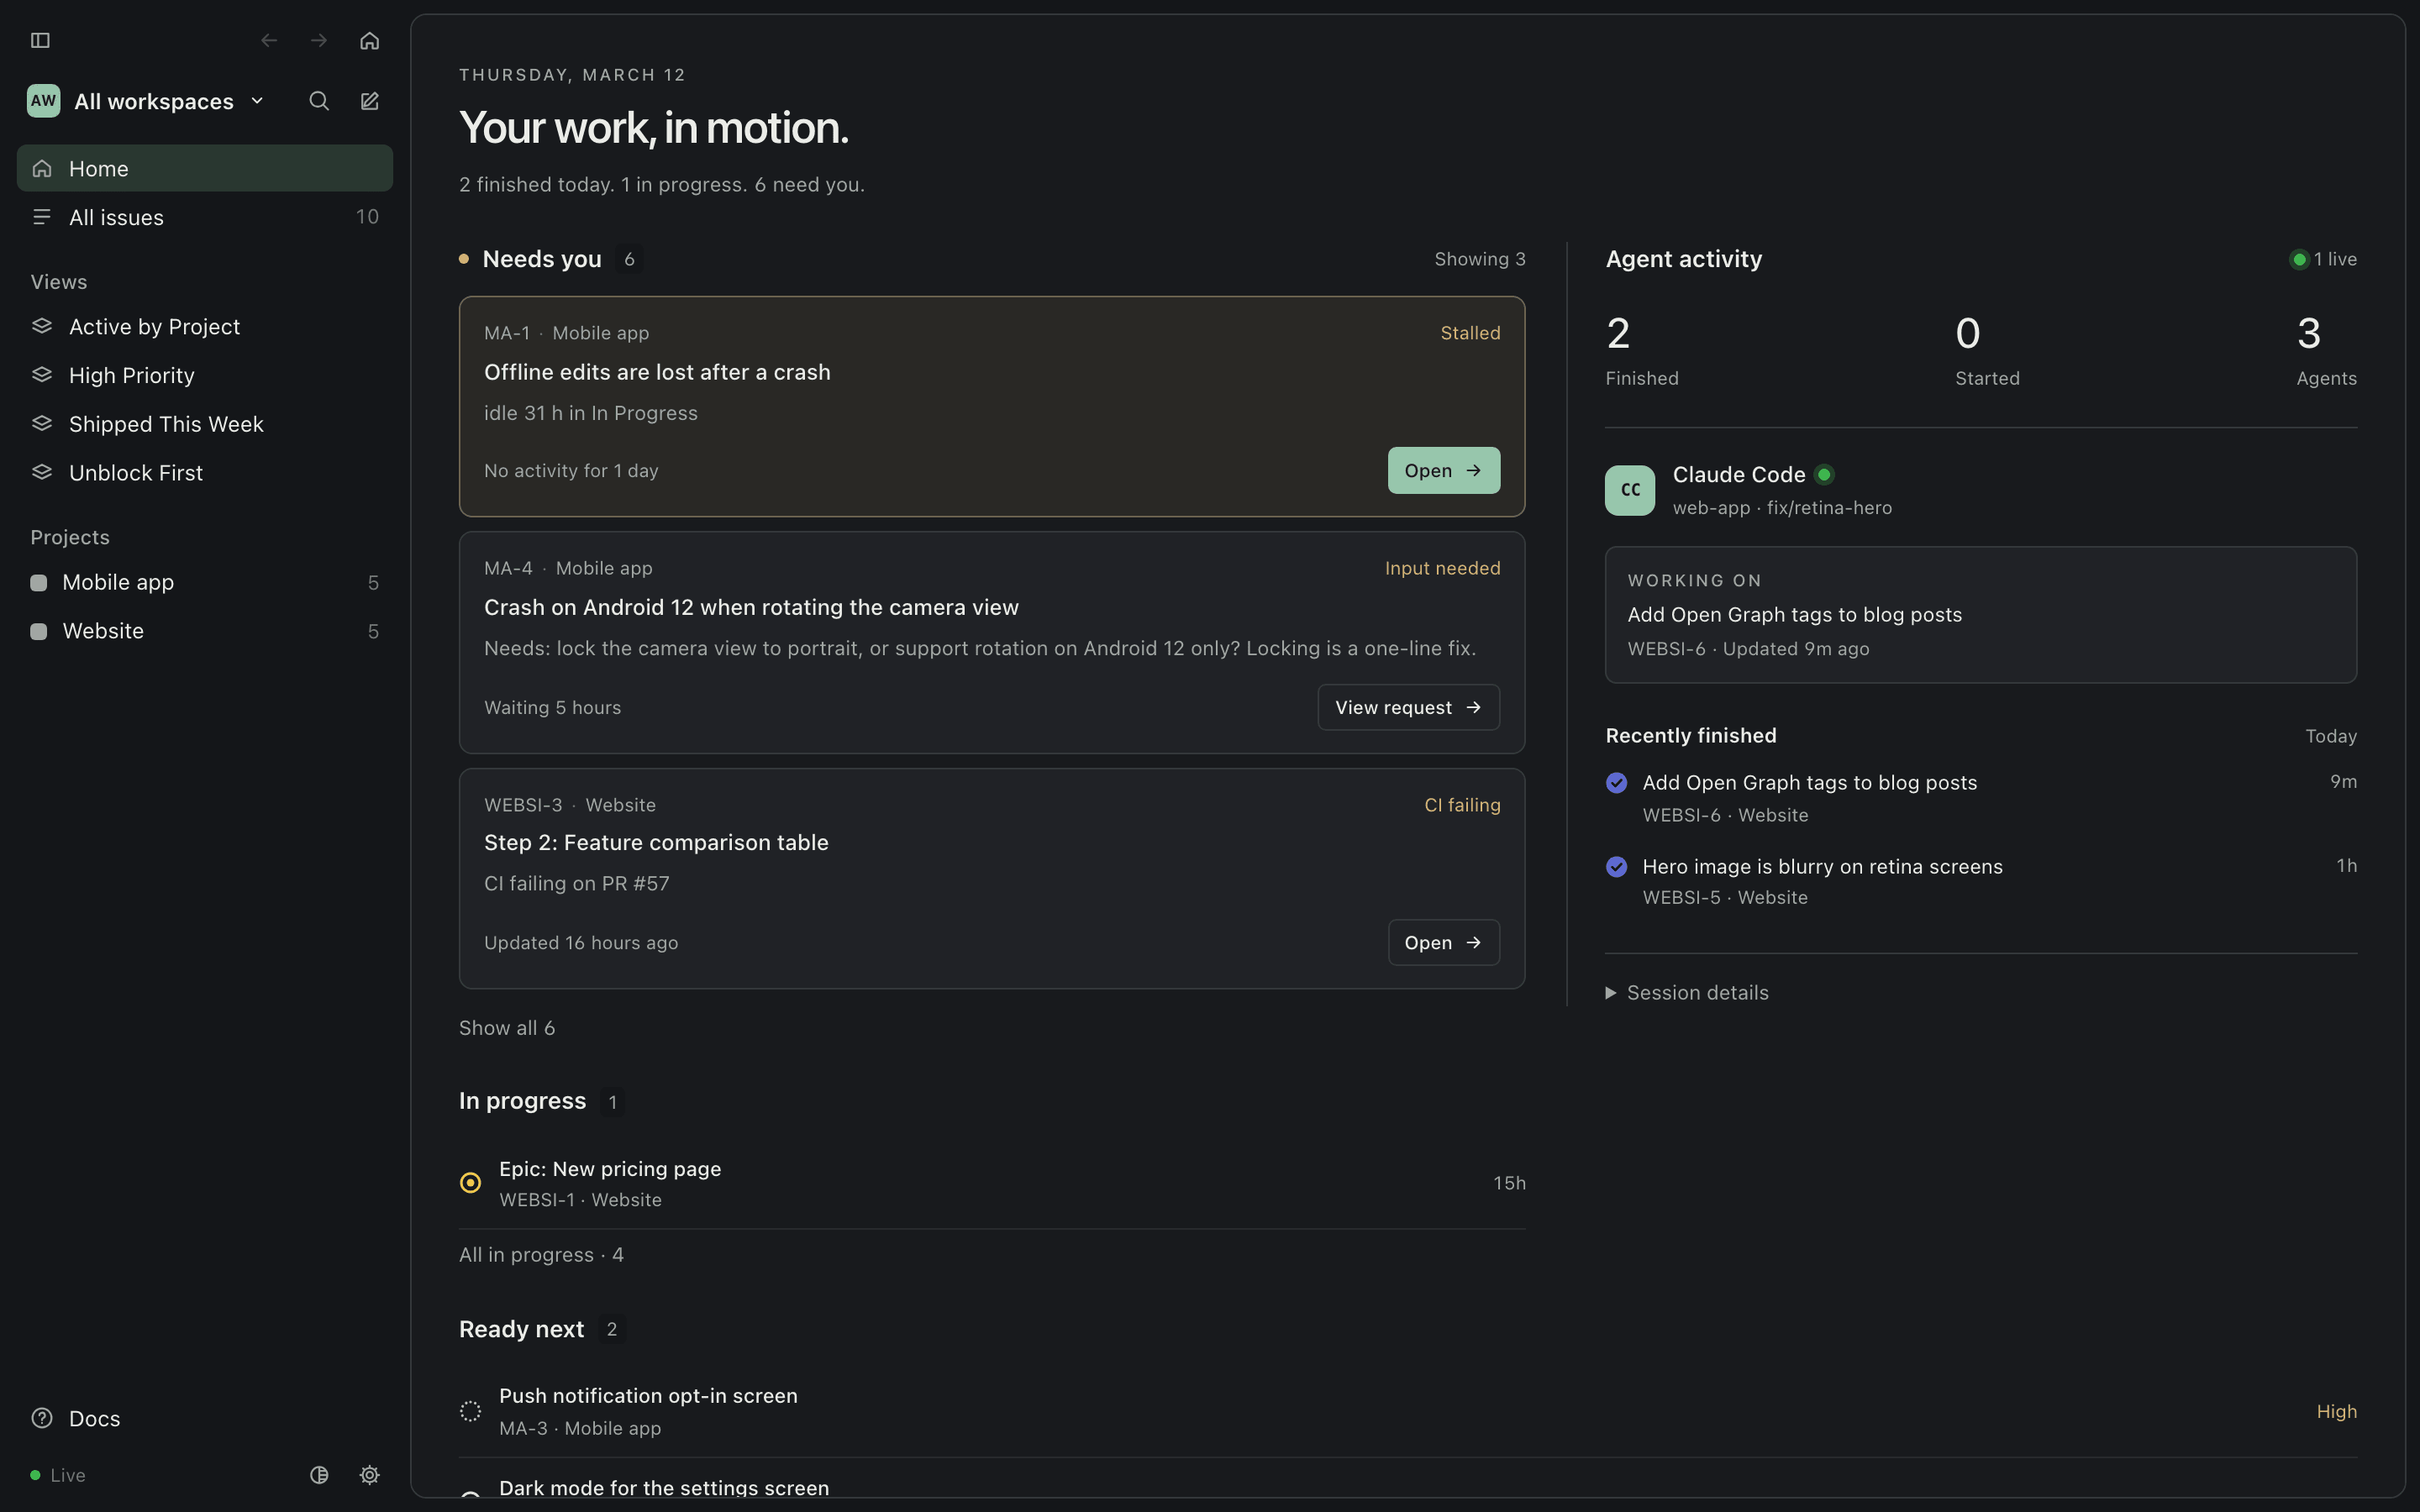 AW All workspaces
Home
All issues 10
Views
Active by Project
High Priority
Shipped This Week
Unblock First
Projects
Mobile app 5
Website 5
Docs
Live
THURSDAY, MARCH 12
Your work, in motion.
2 finished today. 1 in progress. 6 need you.
Needs you 6 Showing 3
MA-1 · Mobile app Stalled
Offline edits are lost after a crash
idle 31 h in In Progress
No activity for 1 day Open →
MA-4 · Mobile app Input needed
Crash on Android 12 when rotating the camera view
Needs: lock the camera view to portrait, or support rotation on Android 12 only? Locking is a one-line fix.
Waiting 5 hours View request →
WEBSI-3 · Website CI failing
Step 2: Feature comparison table
CI failing on PR #57
Updated 16 hours ago Open →
Show all 6
In progress 1
Epic: New pricing page
WEBSI-1 · Website 15h
All in progress · 4
Ready next 2
Push notification opt-in screen
MA-3 · Mobile app High
Dark mode for the settings screen
Agent activity 1 live
2 0 3
Finished Started Agents
CC Claude Code
web-app · fix/retina-hero
WORKING ON
Add Open Graph tags to blog posts
WEBSI-6 · Updated 9m ago
Recently finished Today
Add Open Graph tags to blog posts 9m
WEBSI-6 · Website
Hero image is blurry on retina screens 1h
WEBSI-5 · Website
Session details